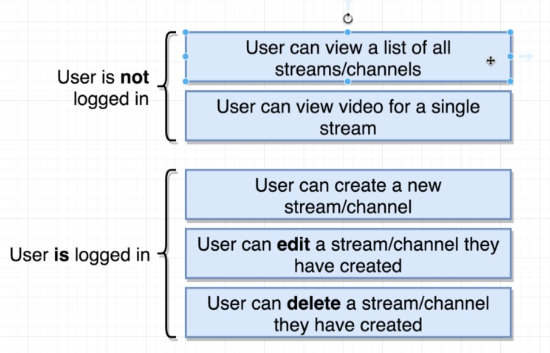 User can view a list of all
streams/channels
User is not
logged in
User can view video for a single
stream
User can create a new
stream/channel
User is logged in
User can edit a stream/channel they
have created
User can delete a stream/channel
they have created